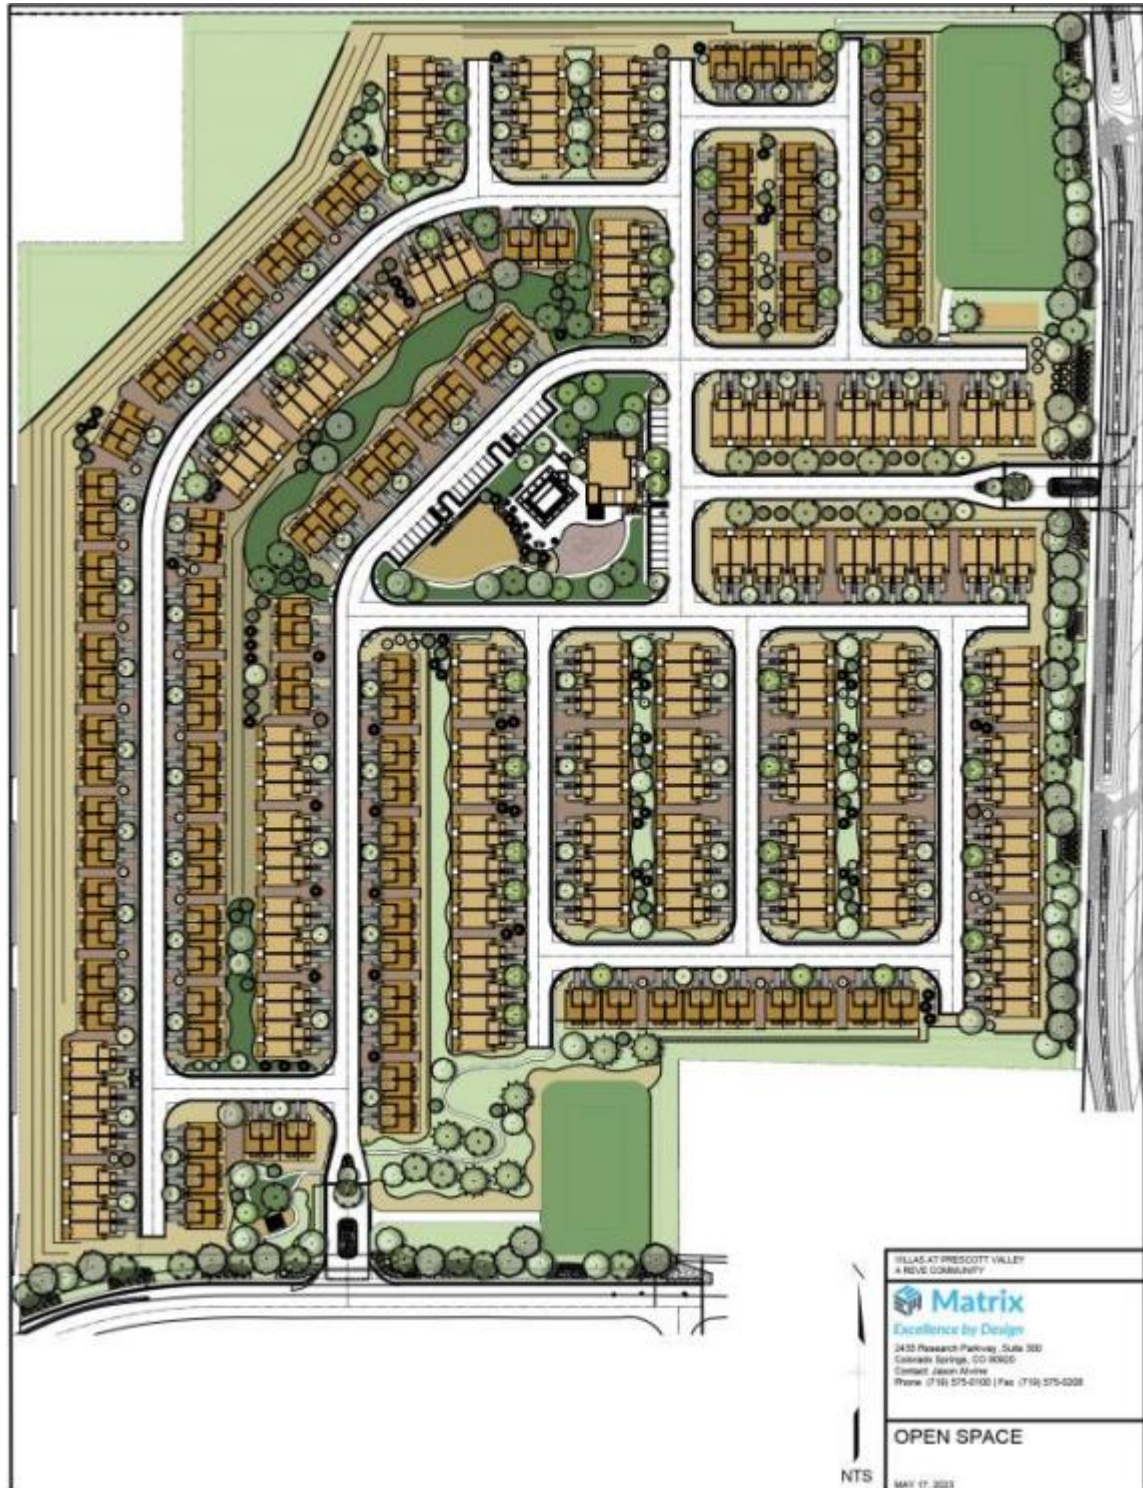 VILLAS AT PRESCOTT VALLEY
A REVE COMMUNITY
Matrix
Excellence by Design
2435 Research Parkway, Suite 300
Colorado Springs, CO 80920
Contact: Jason Alwine
Phone: (719) 575-0100 | Fax: (719) 575-0208
OPEN SPACE
NTS
MAY 17, 2023